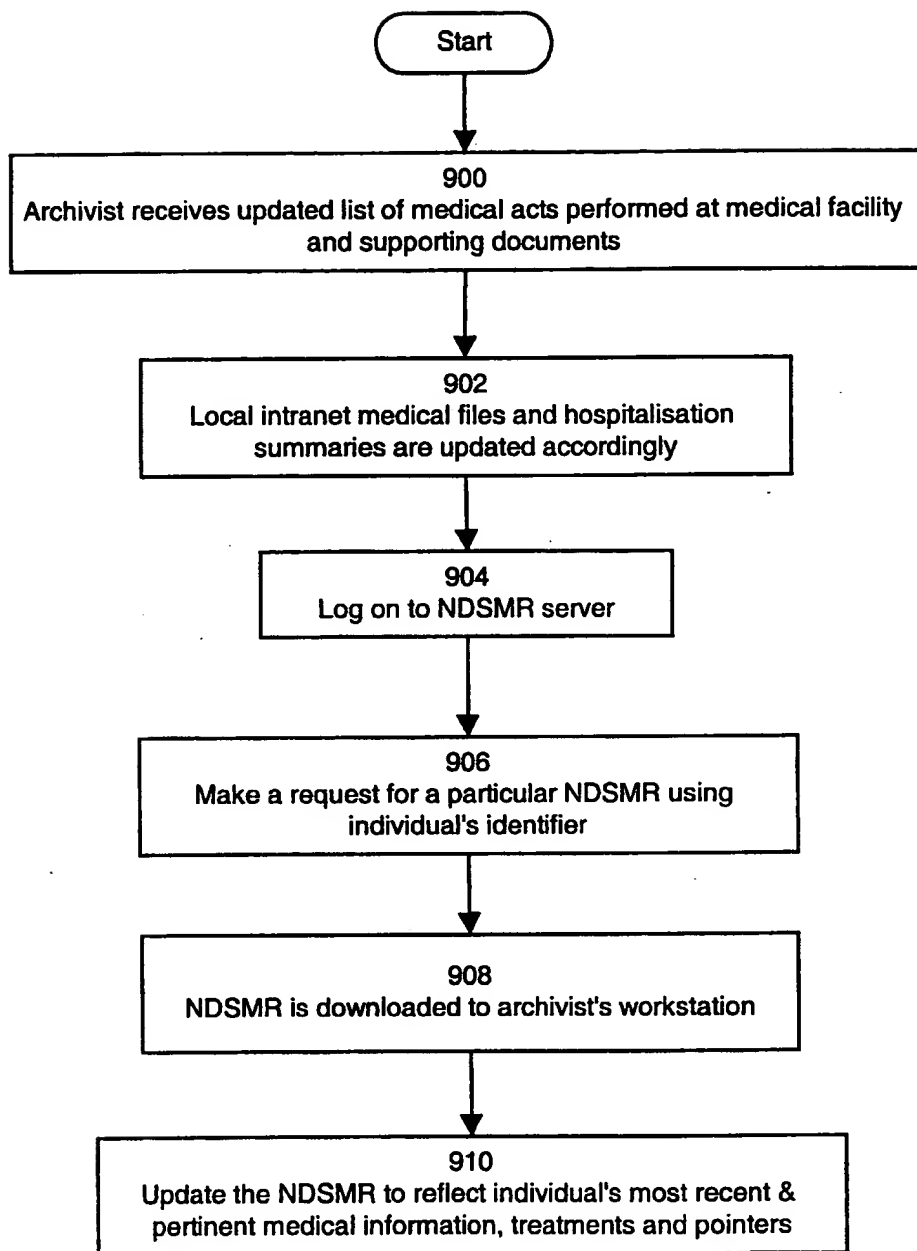 Start
900
Archivist receives updated list of medical acts performed at medical facility
and supporting documents
902
Local intranet medical files and hospitalisation
summaries are updated accordingly
904
Log on to NDSMR server
906
Make a request for a particular NDSMR using
individual's identifier
908
NDSMR is downloaded to archivist's workstation
910
Update the NDSMR to reflect individual's most recent &
pertinent medical information, treatments and pointers